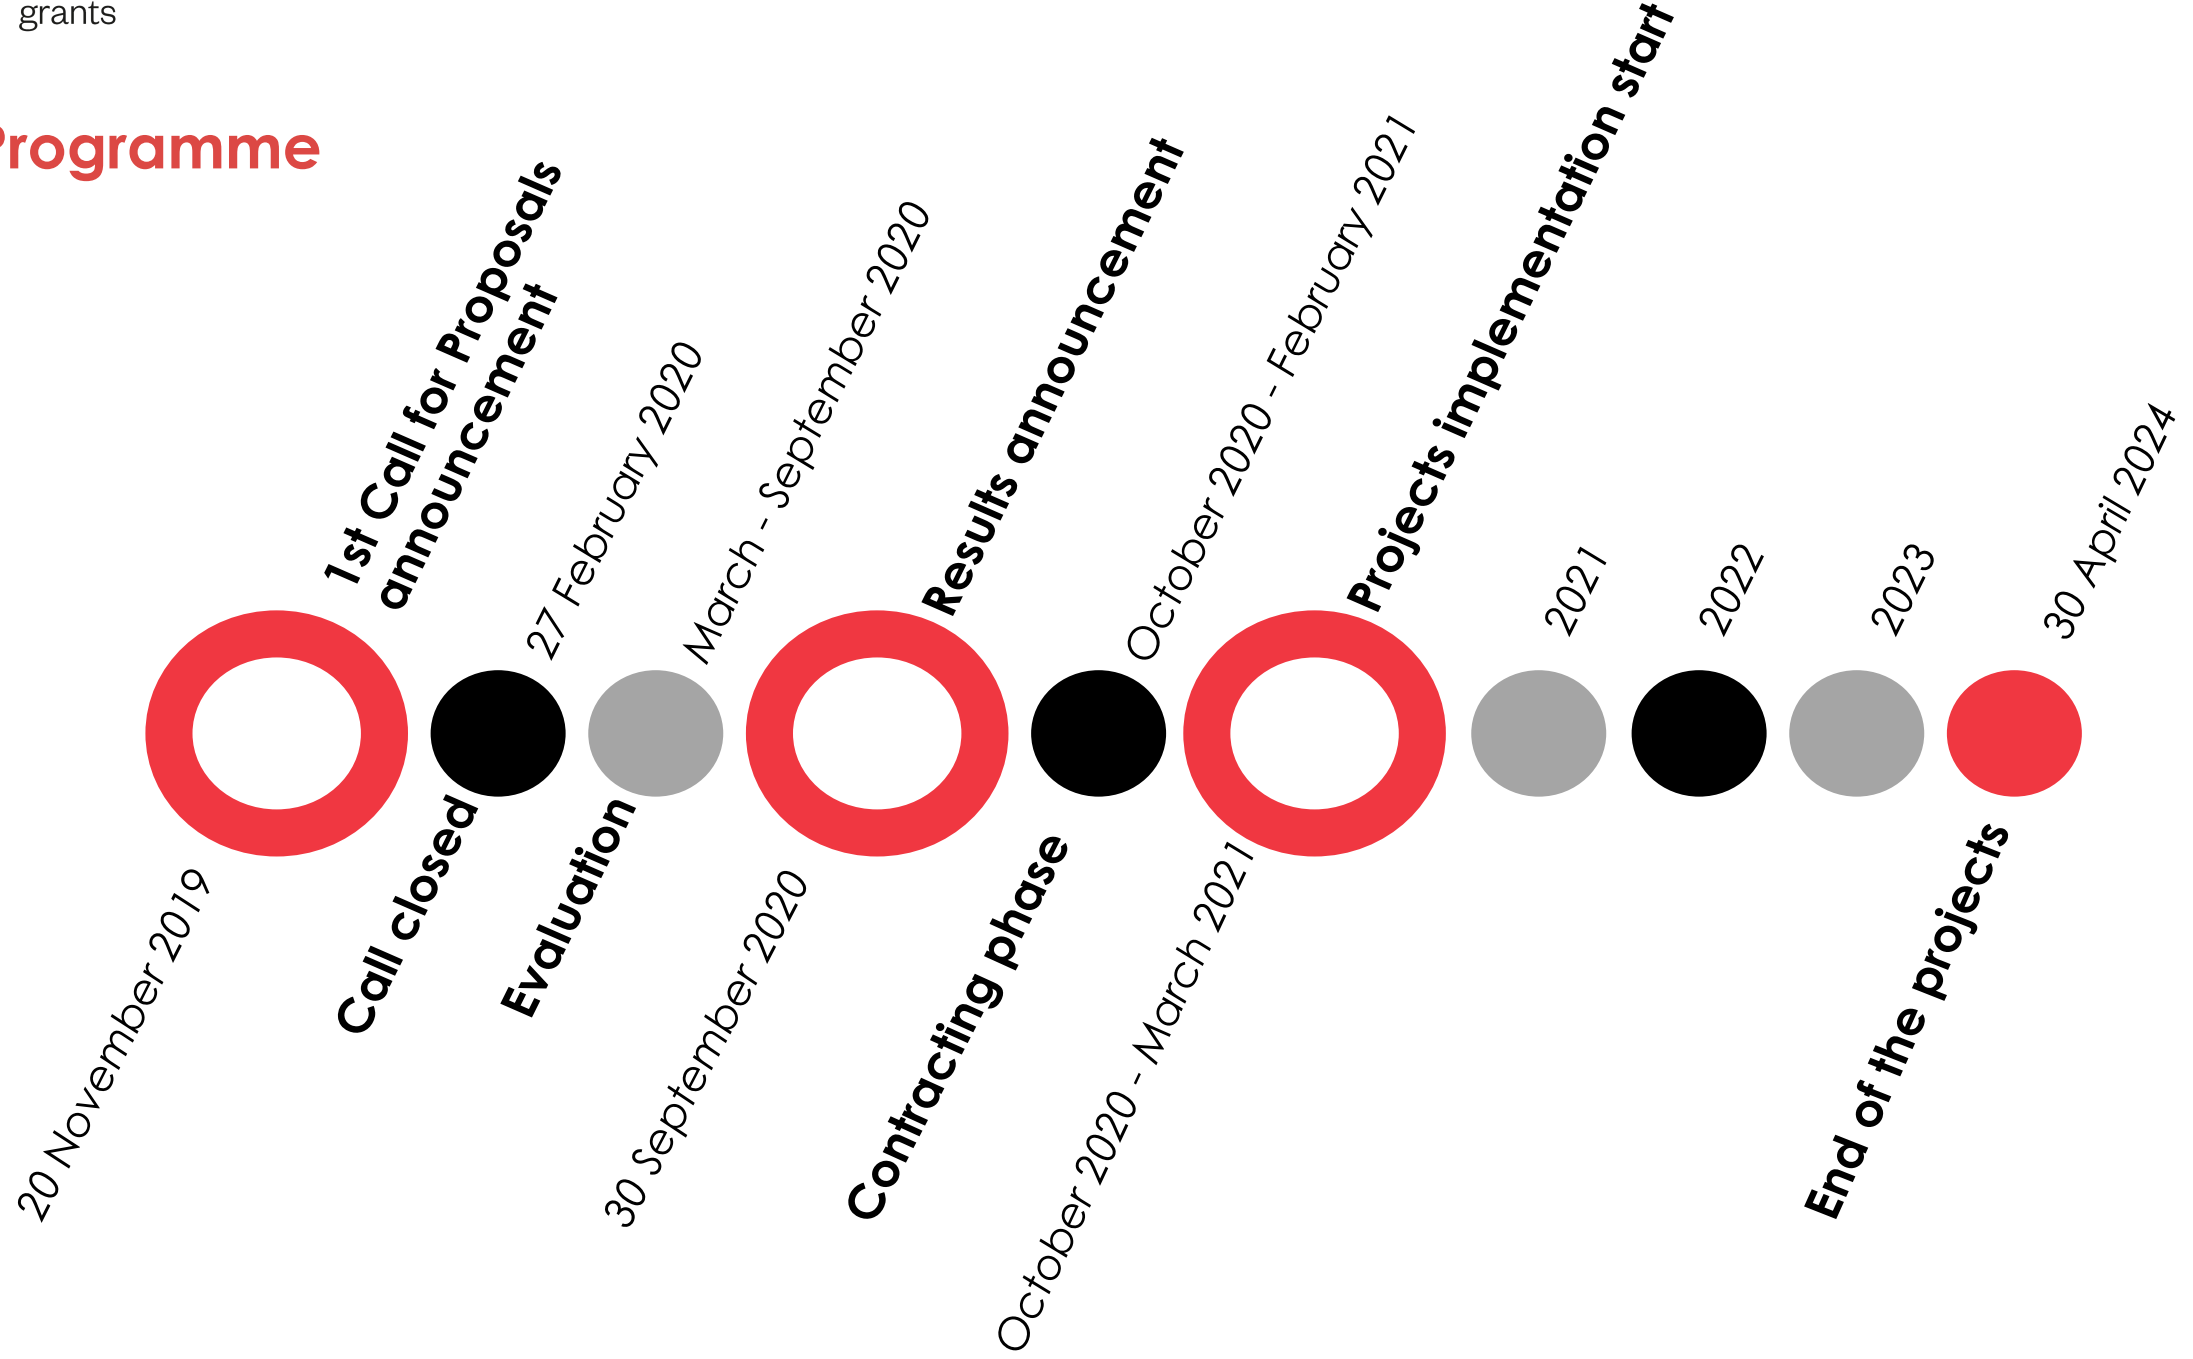 grants
Programme
1st Call for Proposals
announcement
20 November 2019
27 February 2020
Call closed
March - September 2020
Evaluation
Results announcement
30 September 2020
October 2020 - February 2021
Contracting phase
Projects implementation start
October 2020 - March 2021
2021
2022
2023
30 April 2024
End of the projects